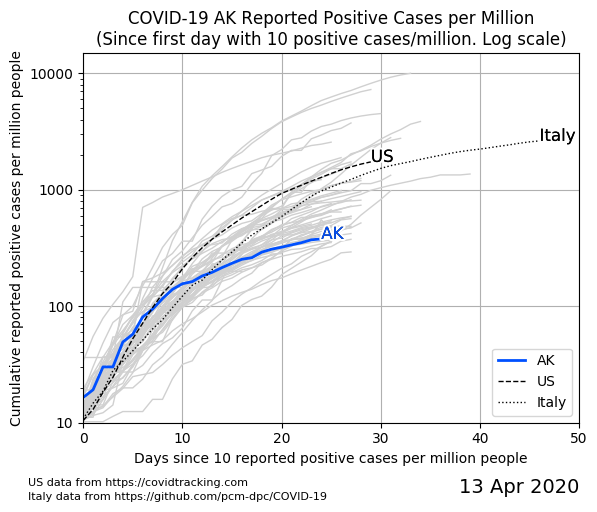 COVID-19 AK Reported Positive Cases per Million
(Since first day with 10 positive cases/million. Log scale)
Cumulative reported positive cases per million people
10000
1000
100
10
Italy
US
AK
AK
US
Italy
0
10
20
30
40
50
Days since 10 reported positive cases per million people
US data from https://covidtracking.com
Italy data from https://github.com/pcm-dpc/COVID-19
13 Apr 2020